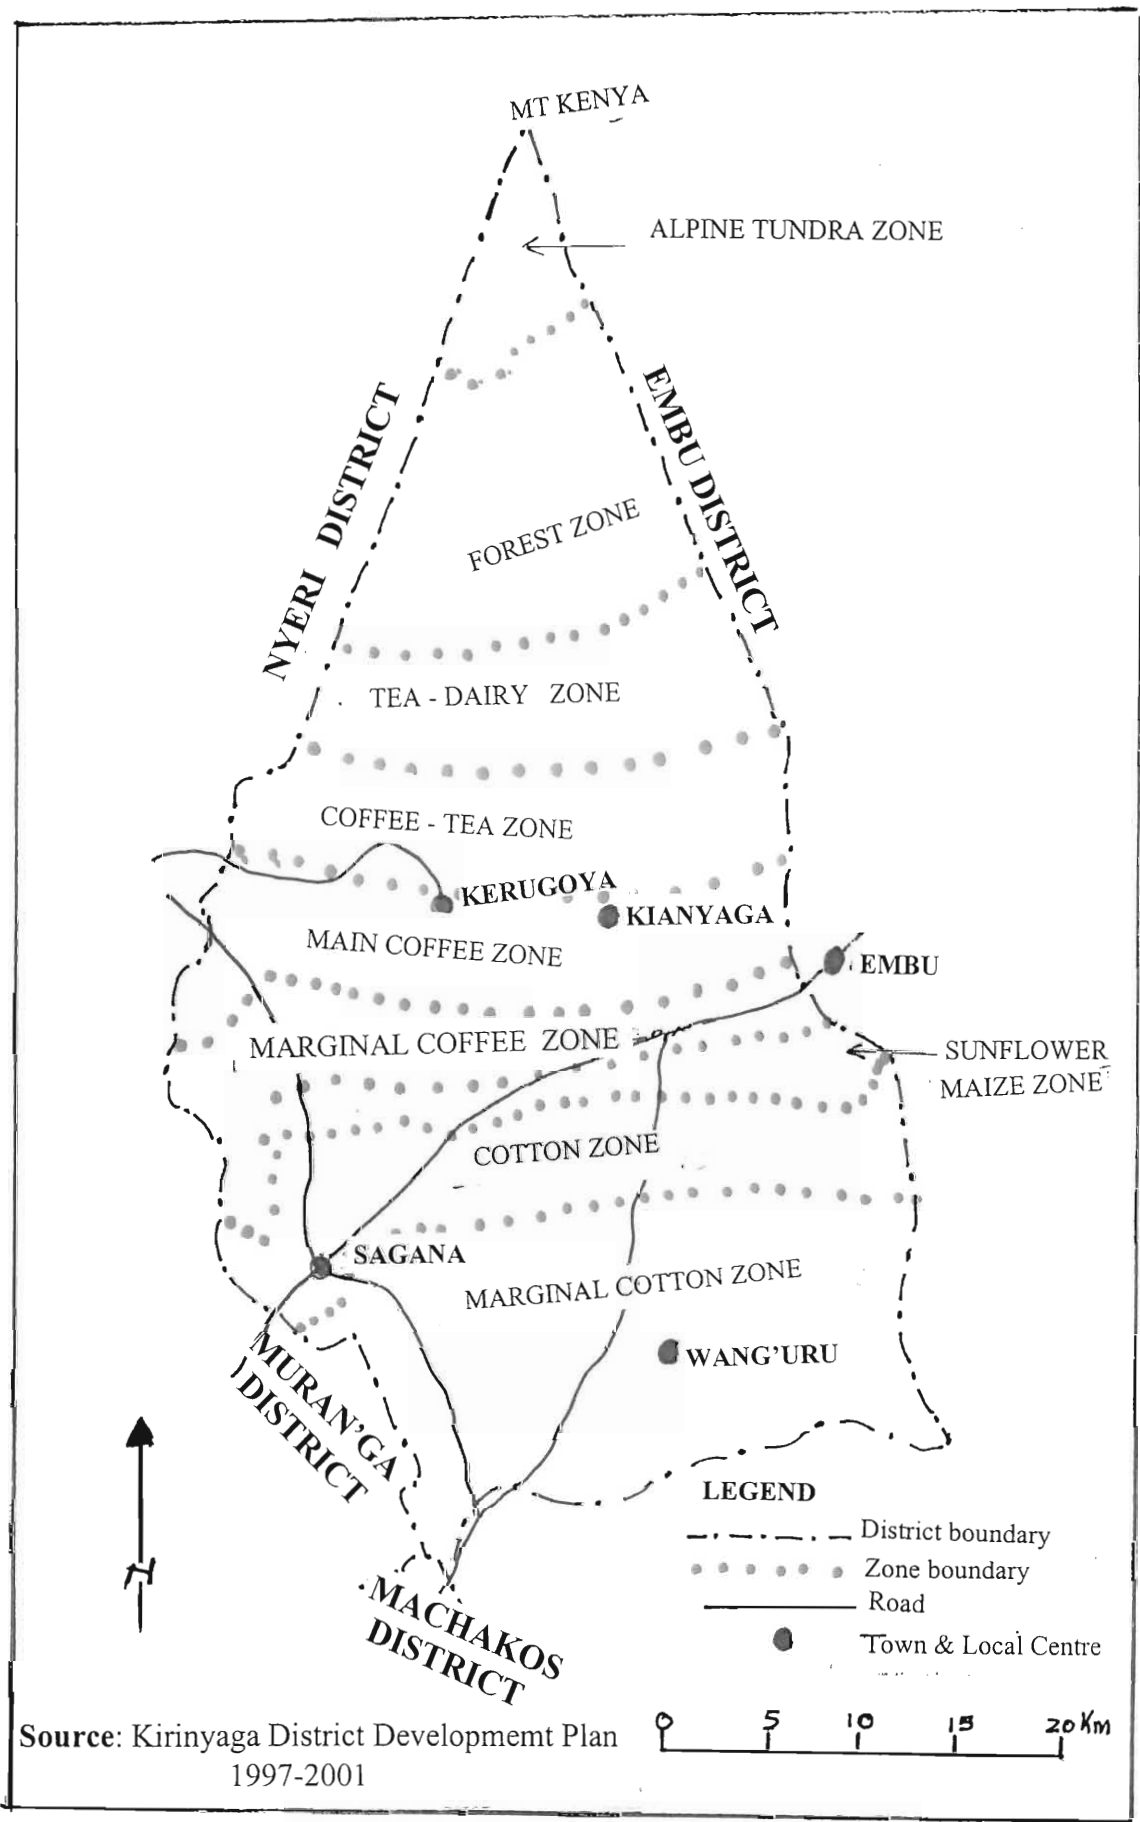 MT KENYA
ALPINE TUNDRA ZONE
NYERI DISTRICT
EMBU DISTRICT
FOREST ZONE
TEA - DAIRY ZONE
COFFEE - TEA ZONE
KERUGOYA
KIANYAGA
MAIN COFFEE ZONE
EMBU
MARGINAL COFFEE ZONE
SUNFLOWER
MAIZE ZONE
COTTON ZONE
SAGANA
MARGINAL COTTON ZONE
WANG'URU
MURAN'GA
DISTRICT
MACHAKOS
DISTRICT
N
LEGEND
District boundary
Zone boundary
Road
Town & Local Centre
0 5 10 15 20 Km
Source: Kirinyaga District Developmemt Plan
1997-2001